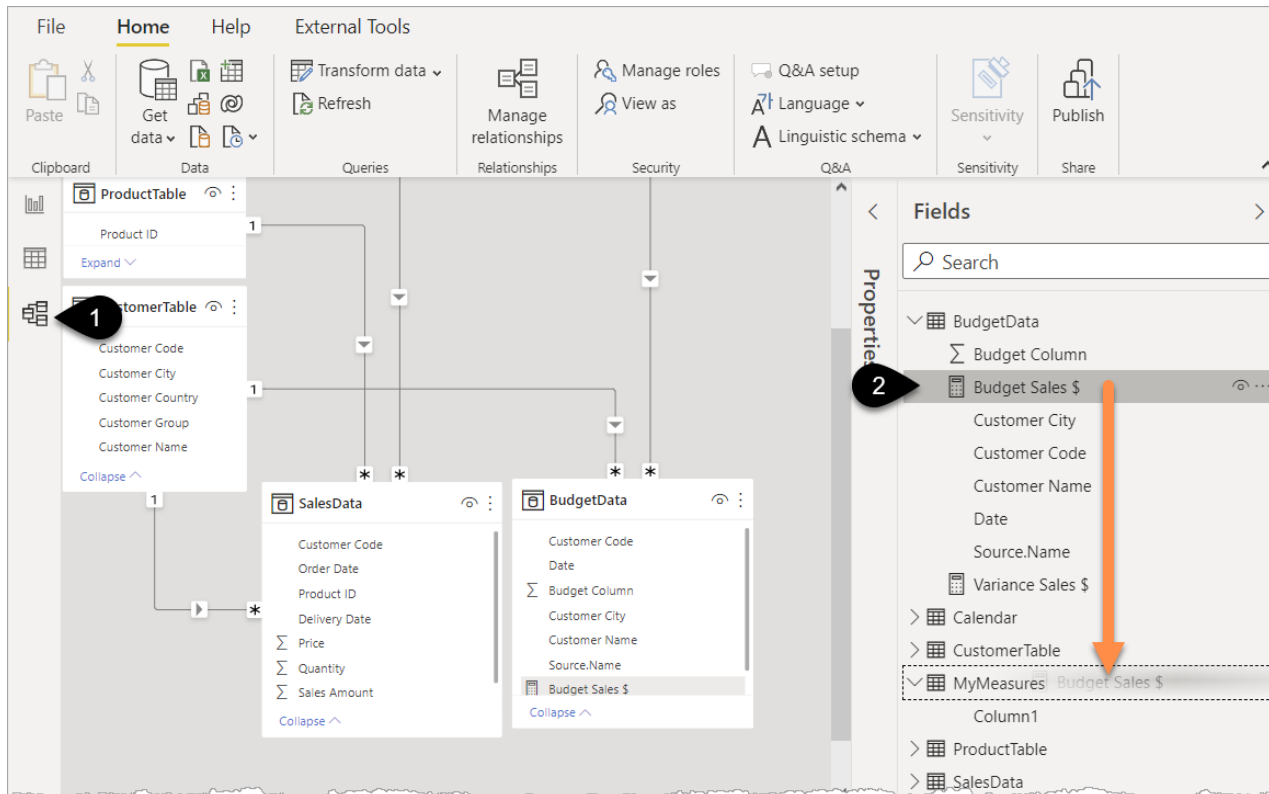 File Home Help External Tools
Paste
Get data
Transform data
Refresh
Manage relationships
Manage roles
View as
Q&A setup
Language
Linguistic schema
Sensitivity
Publish
Clipboard Data Queries Relationships Security Q&A Sensitivity Share
ProductTable
Product ID
Expand
1
1
stomerTable
Customer Code
Customer City
Customer Country
Customer Group
Customer Name
Collapse
1
1
* * * *
*
SalesData
Customer Code
Order Date
Product ID
Delivery Date
Price
Quantity
Sales Amount
Collapse
BudgetData
Customer Code
Date
Budget Column
Customer City
Customer Name
Source.Name
Budget Sales $
Collapse
Properties
Fields
Search
BudgetData
Budget Column
2
Budget Sales $
Customer City
Customer Code
Customer Name
Date
Source.Name
Variance Sales $
Calendar
CustomerTable
MyMeasures Budget Sales $
Column1
ProductTable
SalesData